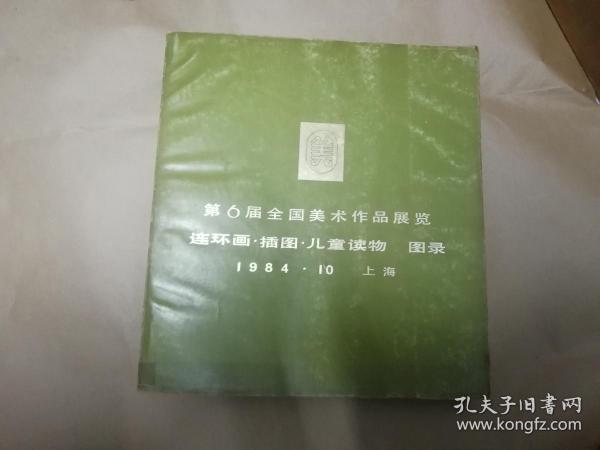 第6届全国美术作品展览
连环画·插图·儿童读物 图录
1984·10 上海
孔夫子旧书网
www.kongfz.com